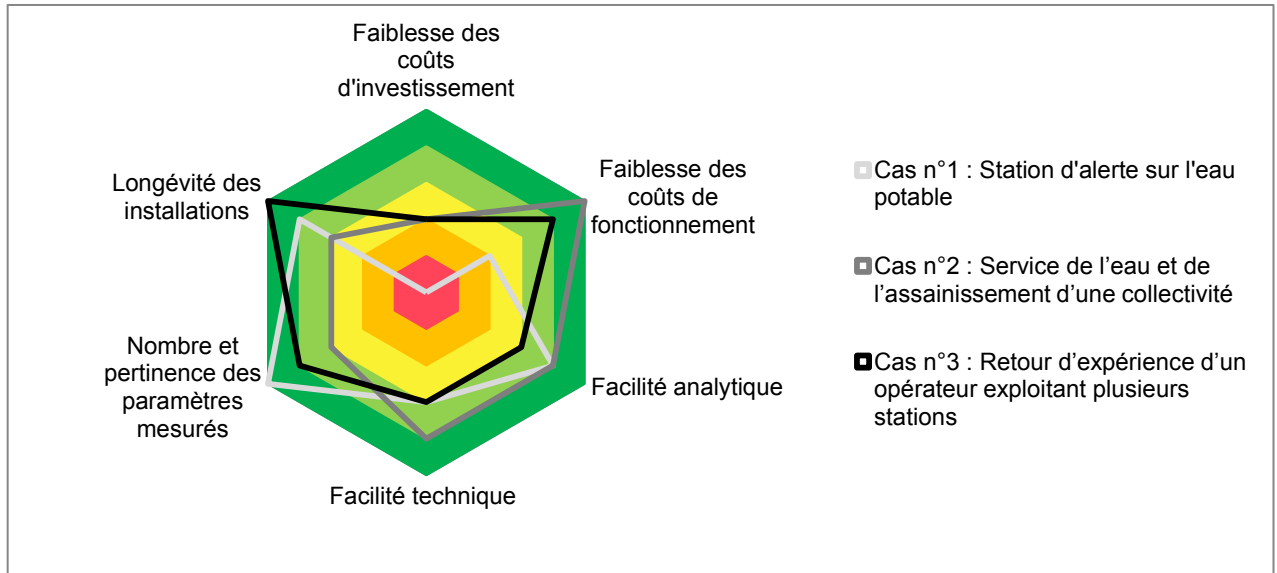 Faiblesse des
coûts
d'investissement
Faiblesse des
coûts de
fonctionnement
Facilité analytique
Facilité technique
Nombre et
pertinence des
paramètres
mesurés
Longévité des
installations
Cas n°1 : Station d'alerte sur l'eau
potable
Cas n°2 : Service de l’eau et de
l’assainissement d’une collectivité
Cas n°3 : Retour d’expérience d’un
opérateur exploitant plusieurs
stations